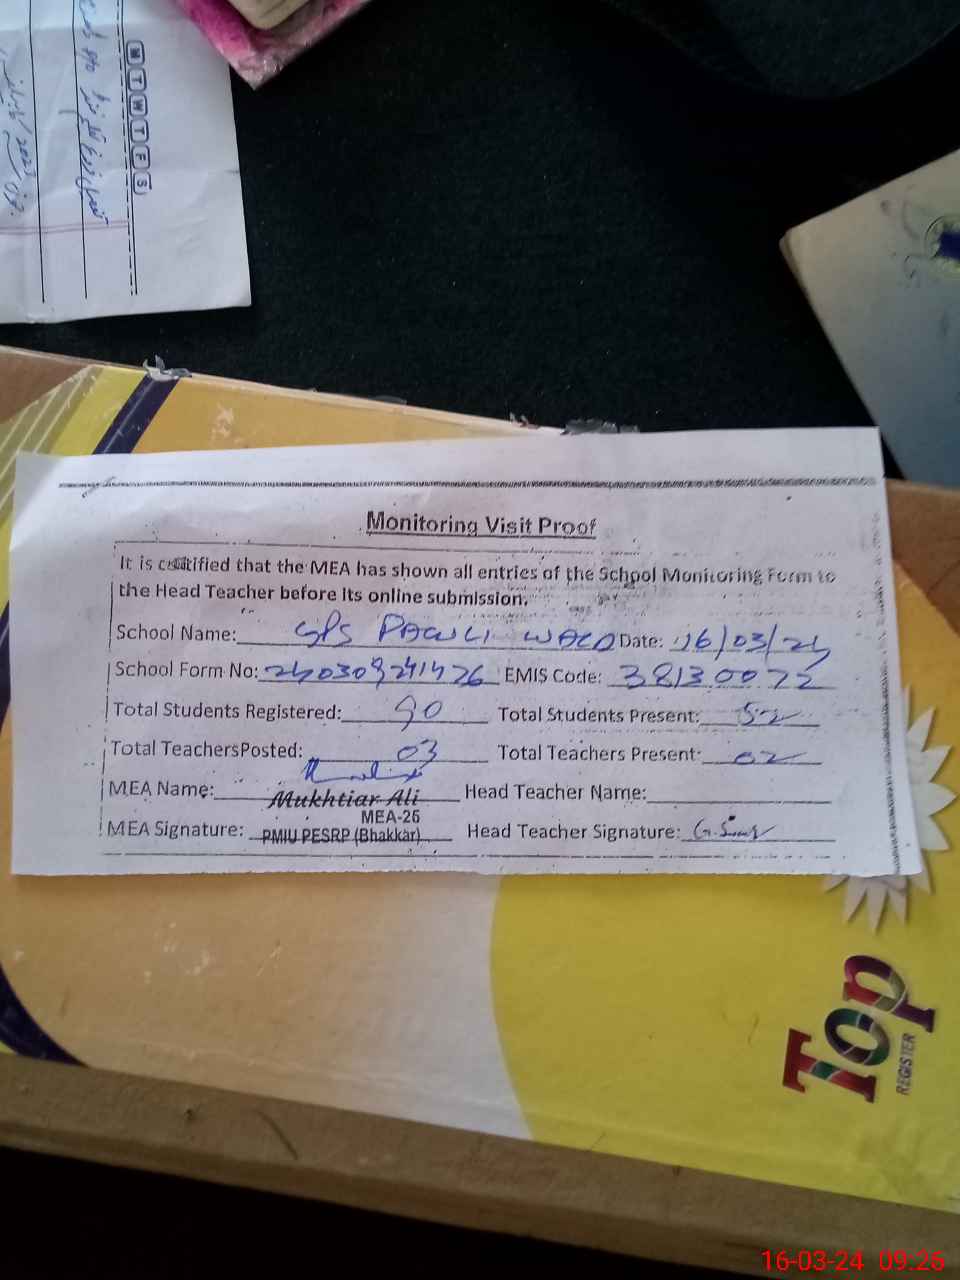 M T W T F S
2023
Monitoring Visit Proof
It is certified that the MEA has shown all entries of the School Monitoring Form to
the Head Teacher before its online submission.
School Name: GPS Date: 16/03/24
School Form No: EMIS Code: 38130072
Total Students Registered: 90 Total Students Present: 52
Total TeachersPosted: 03 Total Teachers Present: 02
MEA Name: Mukhtiar Ali Head Teacher Name:
MEA-26
MEA Signature: PMIU PESRP (Bhakkar) Head Teacher Signature:
Top
REGISTER
16-03-24 09:26